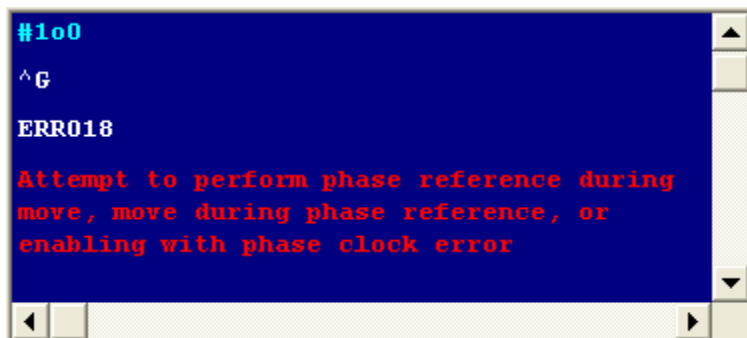 #1o0
^G
ERR018
Attempt to perform phase reference during
move, move during phase reference, or
enabling with phase clock error